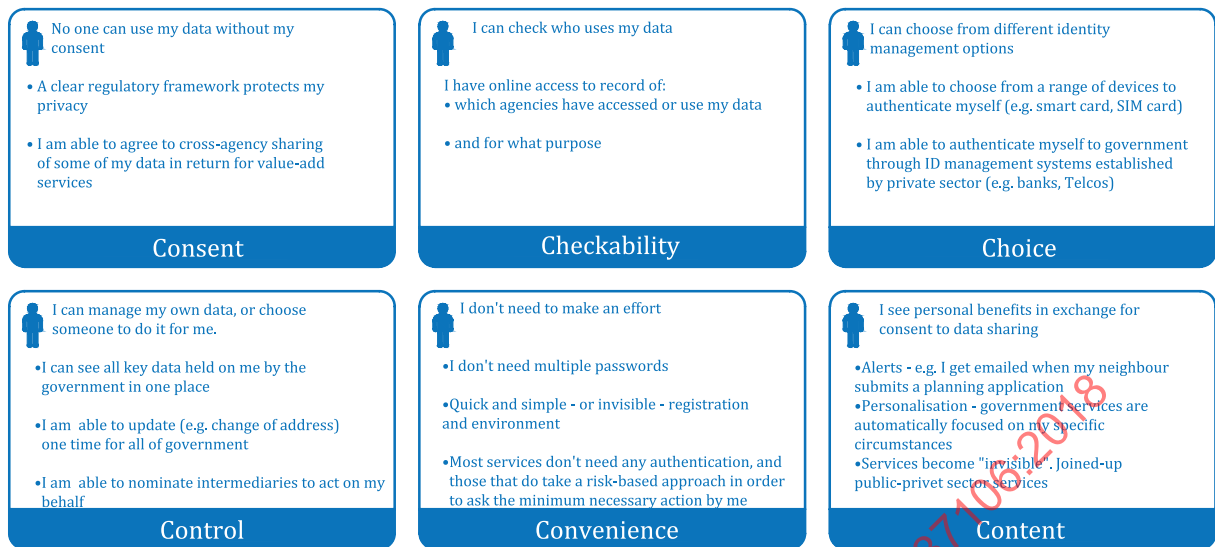 No one can use my data without my
consent
• A clear regulatory framework protects my
privacy
• I am able to agree to cross-agency sharing
of some of my data in return for value-add
services
Consent
I can check who uses my data
I have online access to record of:
• which agencies have accessed or use my data
• and for what purpose
Checkability
I can choose from different identity
management options
• I am able to choose from a range of devices to
authenticate myself (e.g. smart card, SIM card)
• I am able to authenticate myself to government
through ID management systems established
by private sector (e.g. banks, Telcos)
Choice
I can manage my own data, or choose
someone to do it for me.
•I can see all key data held on me by the
government in one place
•I am able to update (e.g. change of address)
one time for all of government
•I am able to nominate intermediaries to act on my
behalf
Control
I don't need to make an effort
•I don't need multiple passwords
•Quick and simple - or invisible - registration
and environment
•Most services don't need any authentication, and
those that do take a risk-based approach in order
to ask the minimum necessary action by me
Convenience
I see personal benefits in exchange for
consent to data sharing
•Alerts - e.g. I get emailed when my neighbour
submits a planning application
•Personalisation - government services are
automatically focused on my specific
circumstances
•Services become "invisible". Joined-up
public-privet sector services
Content
37106:2018